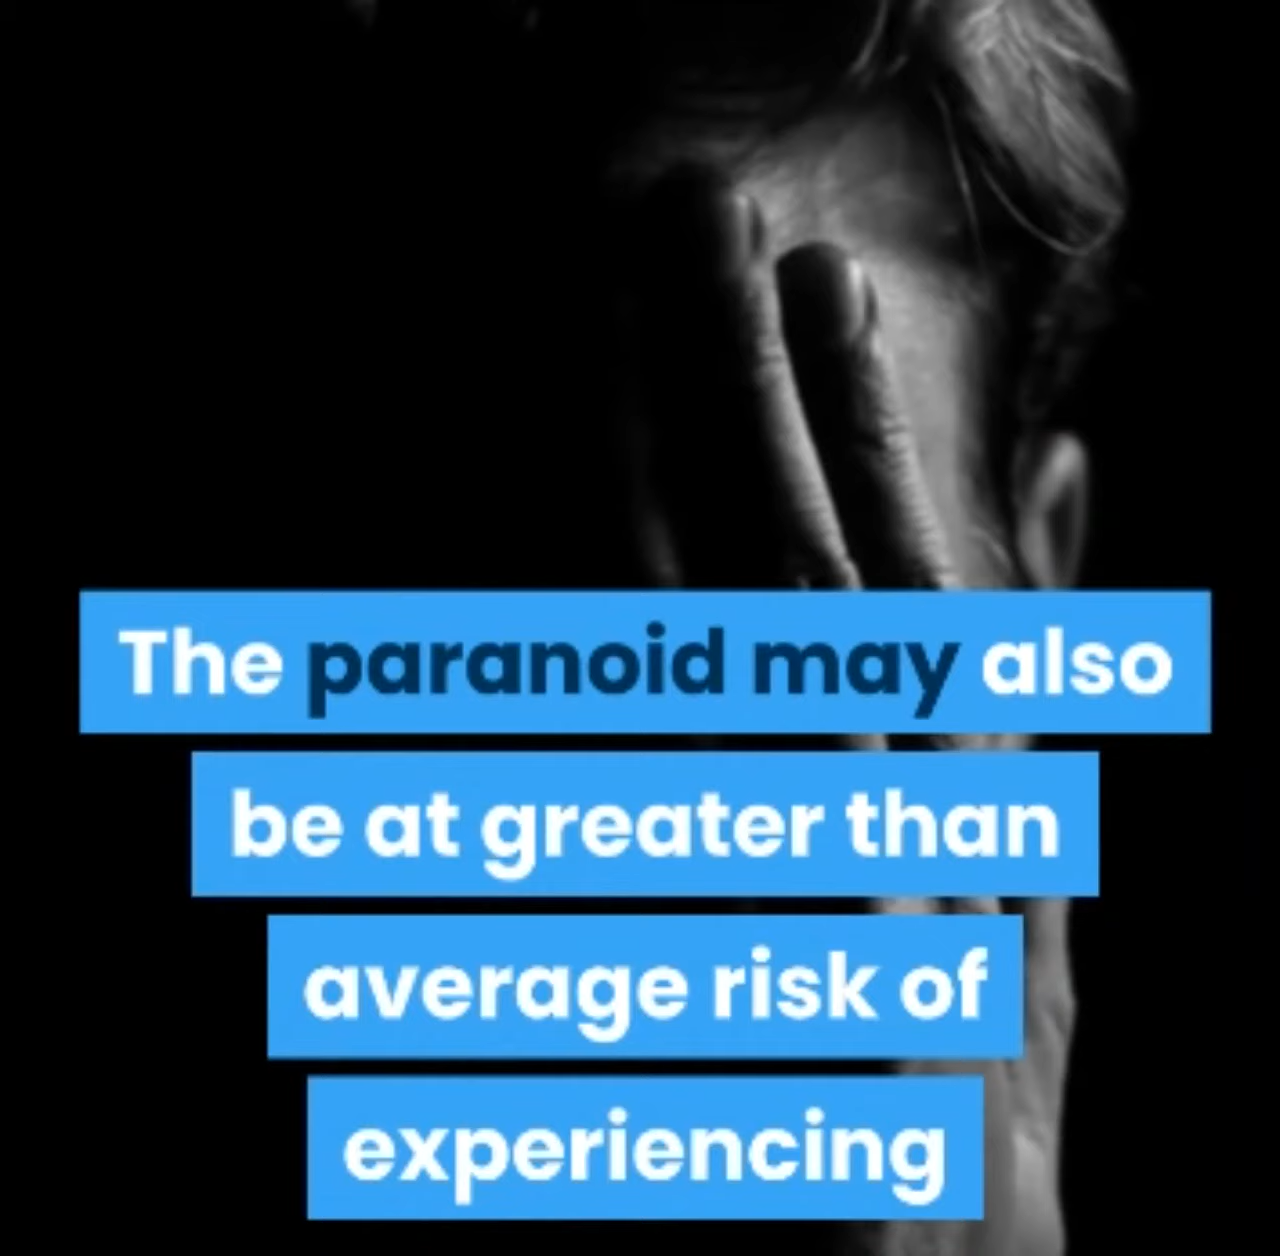 The paranoid may also
be at greater than
average risk of
experiencing